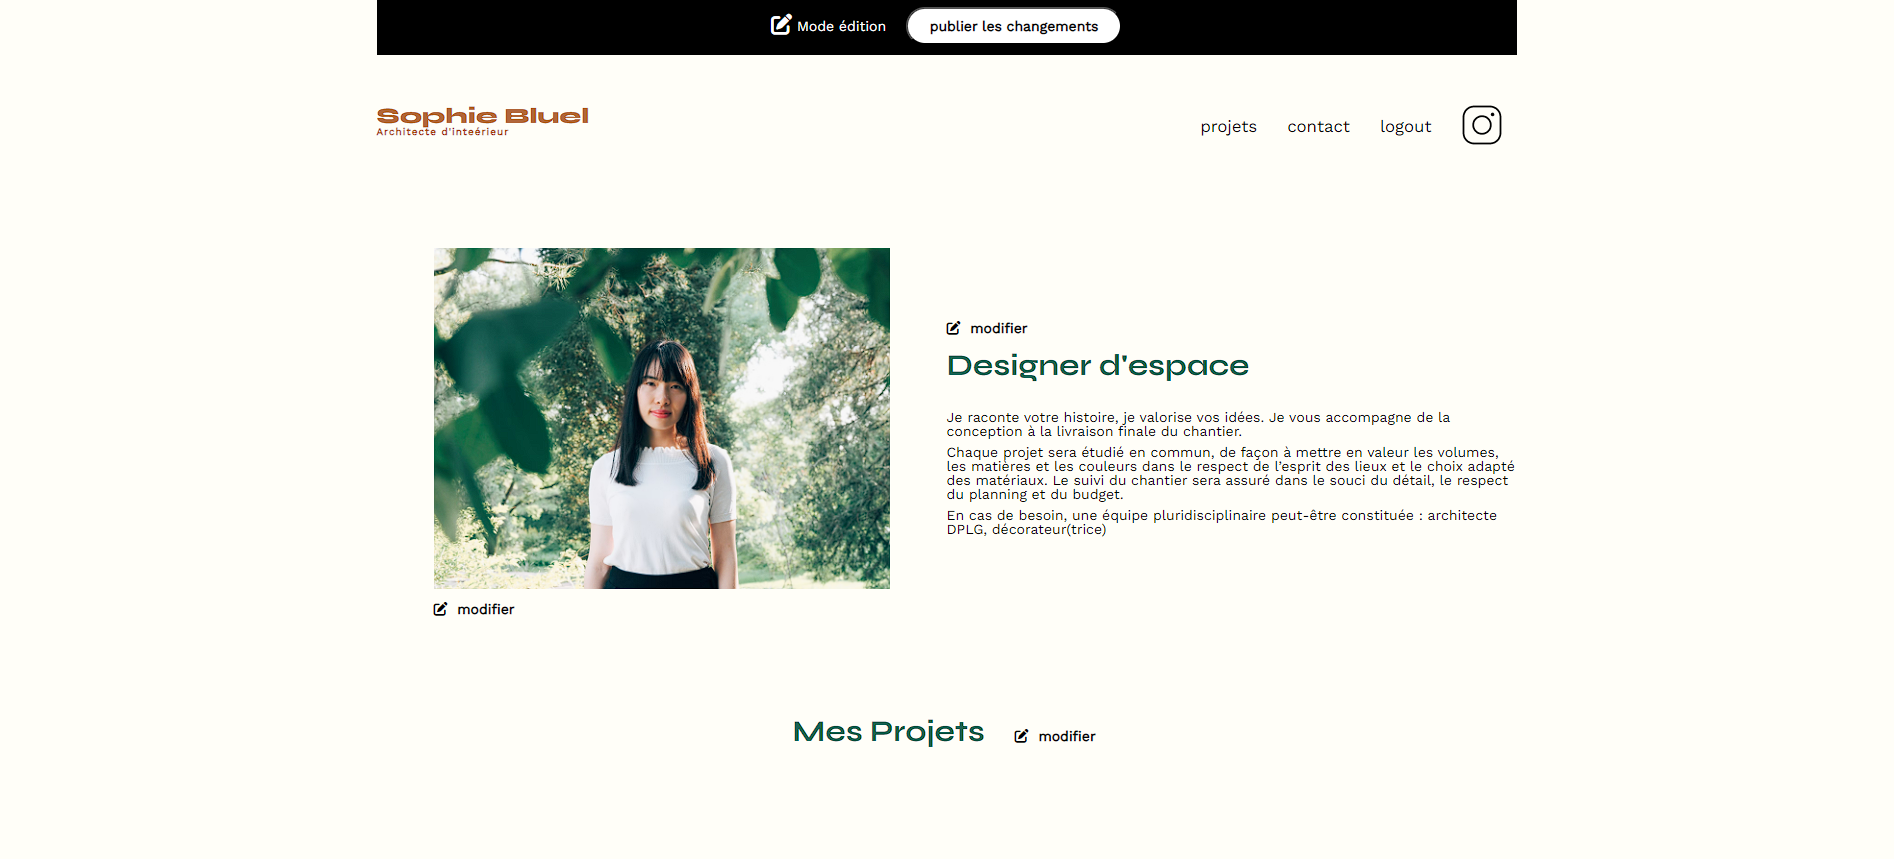 Mode édition publier les changements
Sophie Bluel
Architecte d'inteérieur
projets contact logout
modifier
Designer d'espace
Je raconte votre histoire, je valorise vos idées. Je vous accompagne de la
conception à la livraison finale du chantier.
Chaque projet sera étudié en commun, de façon à mettre en valeur les volumes,
les matières et les couleurs dans le respect de l’esprit des lieux et le choix adapté
des matériaux. Le suivi du chantier sera assuré dans le souci du détail, le respect
du planning et du budget.
En cas de besoin, une équipe pluridisciplinaire peut-être constituée : architecte
DPLG, décorateur(trice)
modifier
Mes Projets modifier